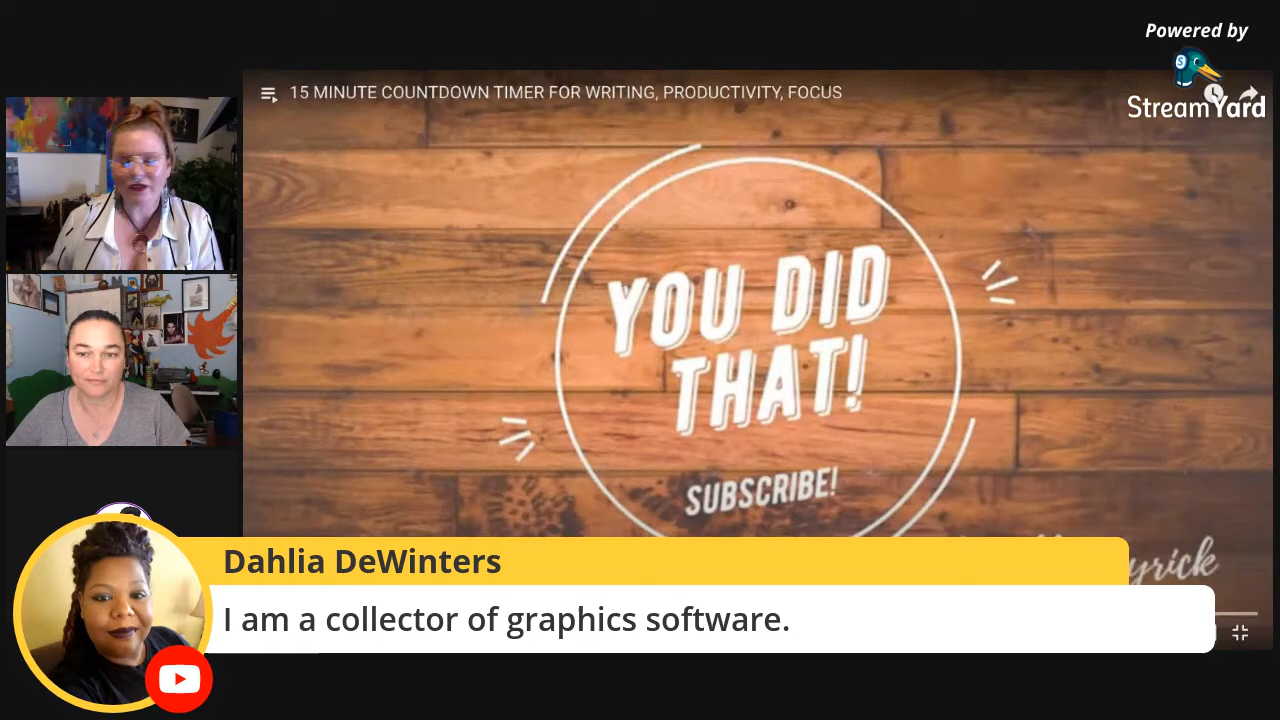 Powered by
StreamYard
15 MINUTE COUNTDOWN TIMER FOR WRITING, PRODUCTIVITY, FOCUS
YOU DID
THAT!
SUBSCRIBE!
Dahlia DeWinters
I am a collector of graphics software.